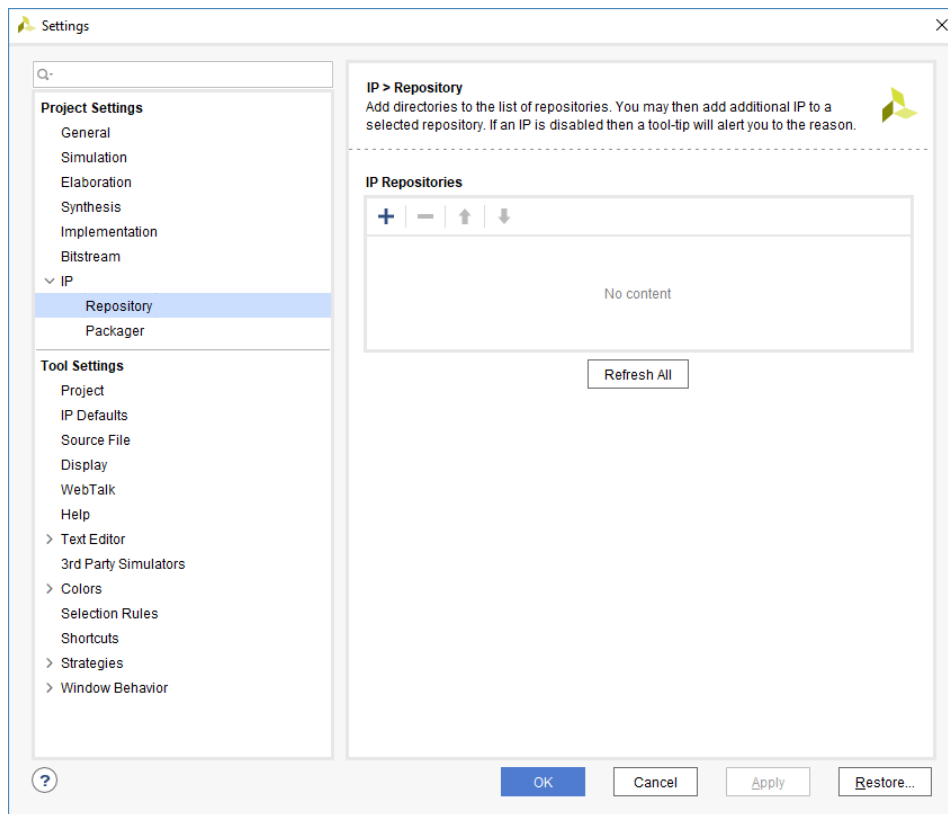 Settings
Project Settings
General
Simulation
Elaboration
Synthesis
Implementation
Bitstream
IP
Repository
Packager
Tool Settings
Project
IP Defaults
Source File
Display
WebTalk
Help
Text Editor
3rd Party Simulators
Colors
Selection Rules
Shortcuts
Strategies
Window Behavior
IP > Repository
Add directories to the list of repositories. You may then add additional IP to a
selected repository. If an IP is disabled then a tool-tip will alert you to the reason.
IP Repositories
No content
Refresh All
?
OK
Cancel
Apply
Restore...